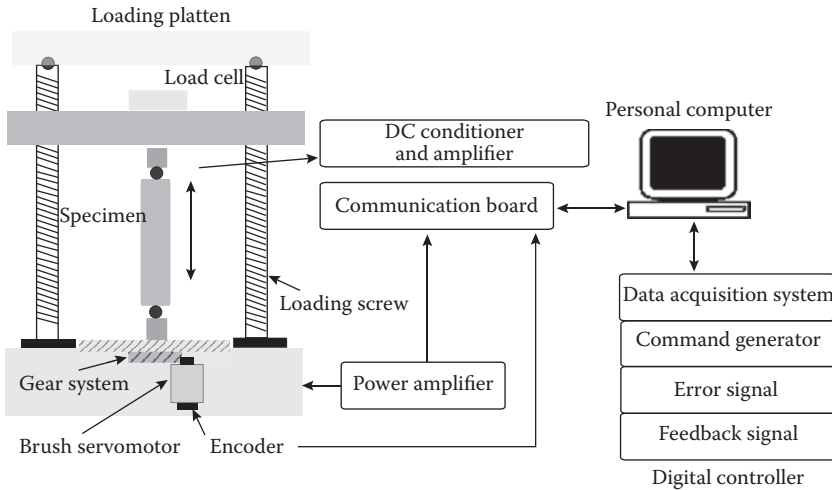 Loading platten
Load cell
Personal computer
DC conditioner
and amplifier
Specimen
Communication board
Loading screw
Data acquisition system
Command generator
Gear system
Power amplifier
Error signal
Brush servomotor
Encoder
Feedback signal
Digital controller